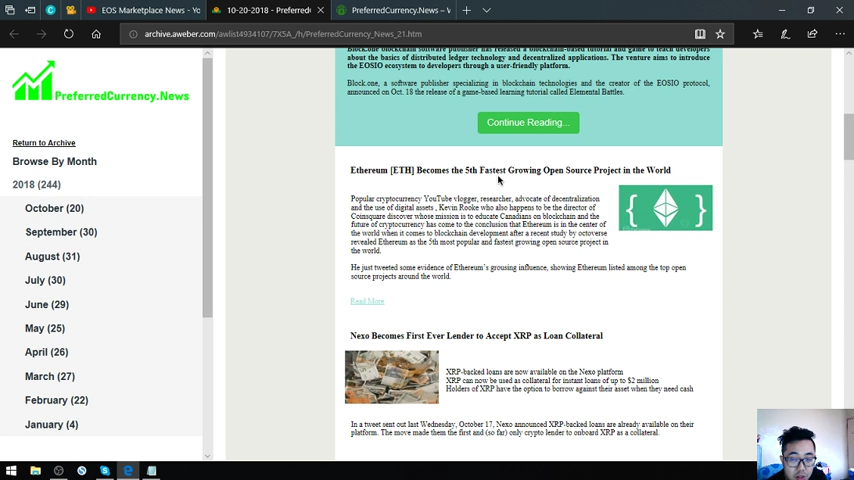 EOS Marketplace News - Yo
10-20-2018 - Preferred
PreferredCurrency.News – V
archive.aweber.com/awlist4934107/7X5A_/h/PreferredCurrency_News_21.htm
PreferredCurrency.News
Return to Archive
Browse By Month
2018 (244)
October (20)
September (30)
August (31)
July (30)
June (29)
May (25)
April (26)
March (27)
February (22)
January (4)
Block.one blockchain software publisher has released a blockchain-based tutorial and game to teach developers
about the basics of distributed ledger technology and decentralized applications. The venture aims to introduce
the EOSIO ecosystem to developers through a user-friendly platform.
Block.one, a software publisher specializing in blockchain technologies and the creator of the EOSIO protocol,
announced on Oct. 18 the release of a game-based learning tutorial called Elemental Battles.
Continue Reading...
Ethereum [ETH] Becomes the 5th Fastest Growing Open Source Project in the World
Popular cryptocurrency YouTube vlogger, researcher, advocate of decentralization
and the use of digital assets , Kevin Rooke who also happens to be the director of
Coinsquare discover whose mission is to educate Canadians on blockchain and the
future of cryptocurrency has come to the conclusion that Ethereum is in the center of
the world when it comes to blockchain development after a recent study by octoverse
revealed Ethereum as the 5th most popular and fastest growing open source project in
the world.
He just tweeted some evidence of Ethereum's grousing influence, showing Ethereum listed among the top open
source projects around the world.
Read More
Nexo Becomes First Ever Lender to Accept XRP as Loan Collateral
XRP-backed loans are now available on the Nexo platform
XRP can now be used as collateral for instant loans of up to $2 million
Holders of XRP have the option to borrow against their asset when they need cash
In a tweet sent out last Wednesday, October 17, Nexo announced XRP-backed loans are already available on their
platform. The move made them the first and (so far) only crypto lender to onboard XRP as a collateral.